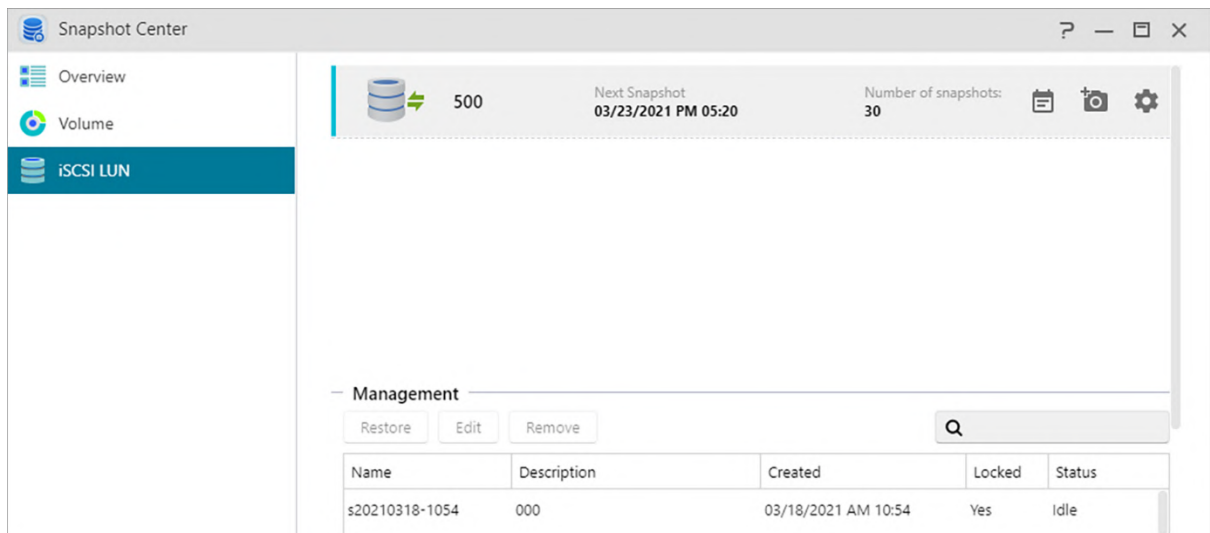 Snapshot Center
Overview
Volume
iSCSI LUN
500
Next Snapshot
03/23/2021 PM 05:20
Number of snapshots:
30
Management
Restore Edit Remove
Name Description Created Locked Status
s20210318-1054 000 03/18/2021 AM 10:54 Yes Idle